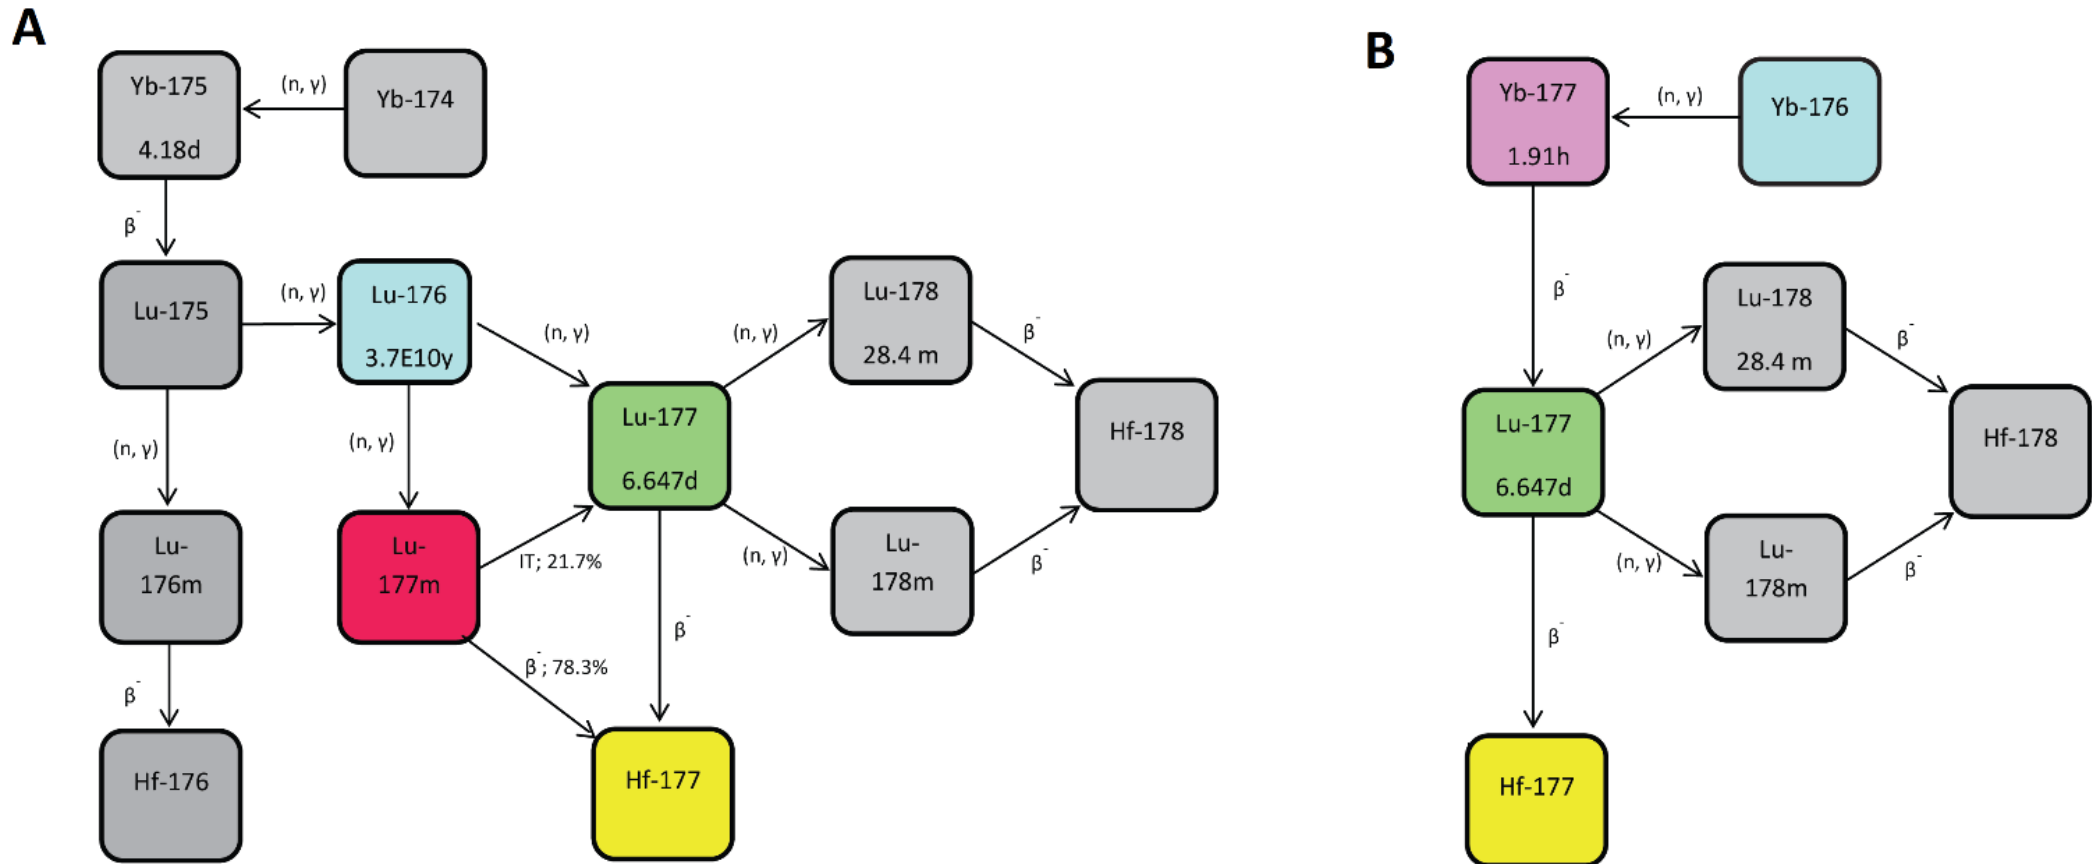 A
Yb-175
4.18d
(n, γ)
Yb-174
β⁻
Lu-175
(n, γ)
Lu-176
3.7E10y
(n, γ)
(n, γ)
Lu-178
28.4 m
β⁻
(n, γ)
(n, γ)
Lu-177
6.647d
Hf-178
Lu-
176m
Lu-
177m
IT; 21.7%
(n, γ)
Lu-
178m
β⁻
β⁻
β⁻; 78.3%
β⁻
Hf-176
Hf-177
B
Yb-177
1.91h
(n, γ)
Yb-176
β⁻
Lu-178
28.4 m
(n, γ)
β⁻
Lu-177
6.647d
Hf-178
(n, γ)
Lu-
178m
β⁻
β⁻
Hf-177